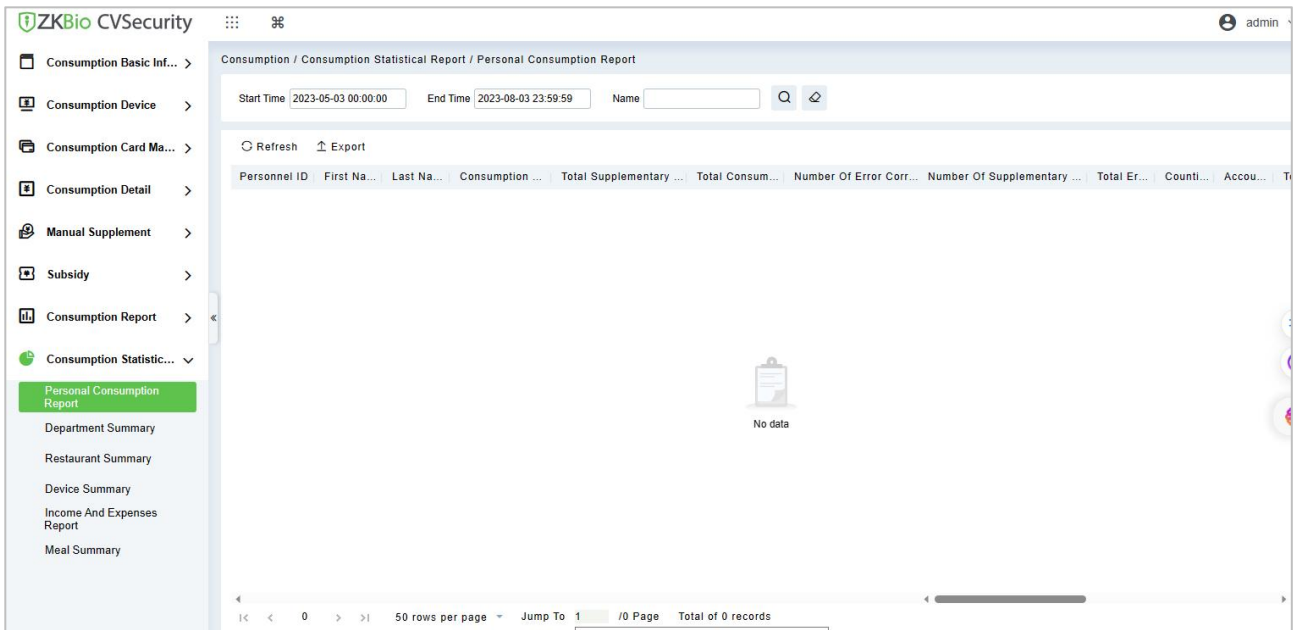 ZKBio CVSecurity
admin
Consumption Basic Inf...
Consumption Device
Consumption Card Ma...
Consumption Detail
Manual Supplement
Subsidy
Consumption Report
Consumption Statistic...
Personal Consumption
Report
Department Summary
Restaurant Summary
Device Summary
Income And Expenses
Report
Meal Summary
Consumption / Consumption Statistical Report / Personal Consumption Report
Start Time 2023-05-03 00:00:00 End Time 2023-08-03 23:59:59 Name
Refresh Export
Personnel ID First Na... Last Na... Consumption ... Total Supplementary ... Total Consum... Number Of Error Corr... Number Of Supplementary ... Total Er... Counti... Accou...
No data
0 50 rows per page Jump To 1 /0 Page Total of 0 records